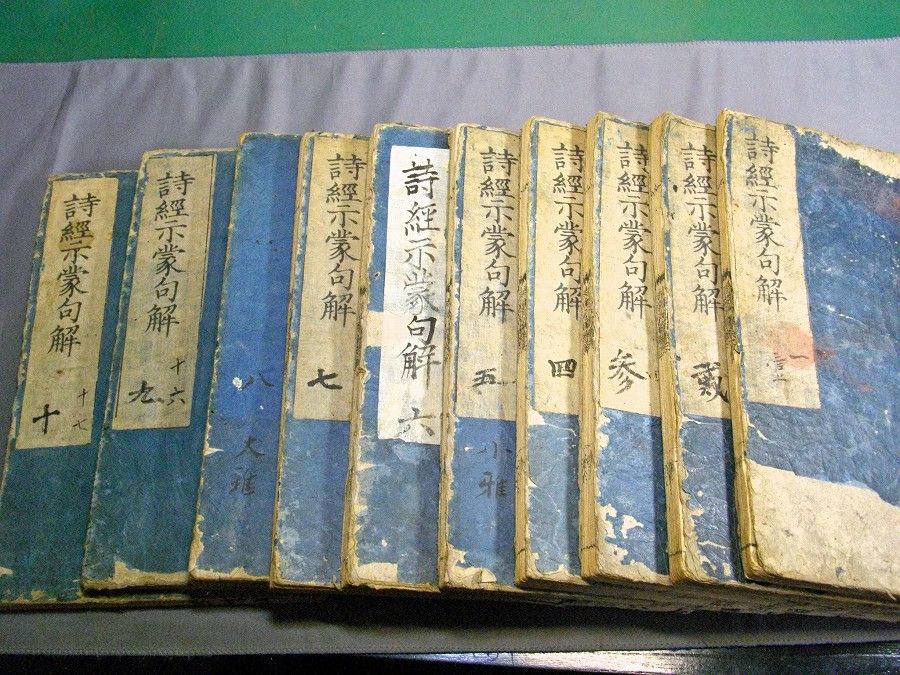 詩經示蒙句解
詩經示蒙句解 貳
詩經示蒙句解 参
詩經示蒙句解 四
詩經示蒙句解 五
小雅
詩經示蒙句解 六
詩經示蒙句解 七
八
大雅
詩經示蒙句解
十六
九
詩經示蒙句解
十七
十